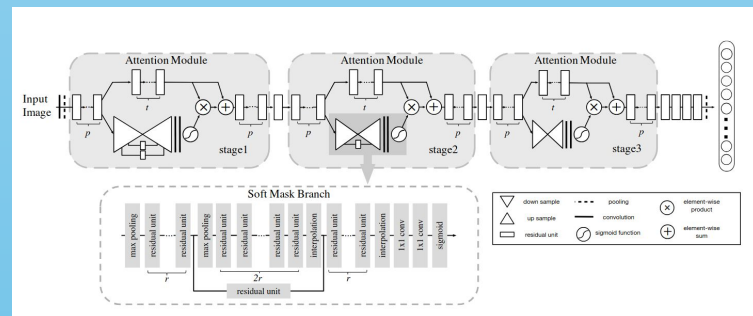 Attention Module
Attention Module
Attention Module
Input
Image
t
t
t
p
p
p
p
p
p
stage1
stage2
stage3
Soft Mask Branch
max pooling
residual unit
residual unit
max pooling
residual unit
residual unit
residual unit
residual unit
interpolation
residual unit
residual unit
interpolation
1x1 conv
1x1 conv
sigmoid
r
2r
r
residual unit
down sample
up sample
residual unit
pooling
convolution
sigmoid function
element-wise
product
element-wise
sum